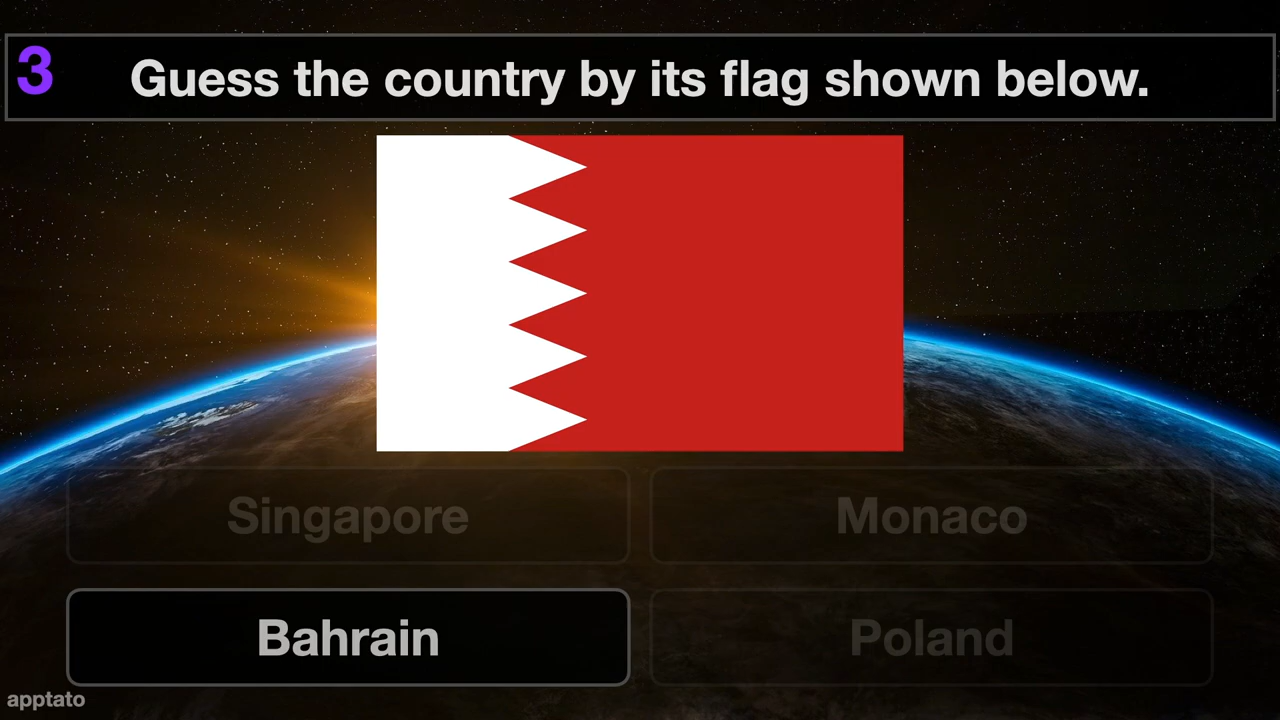 3
Guess the country by its flag shown below.
Singapore
Monaco
Bahrain
Poland
apptato